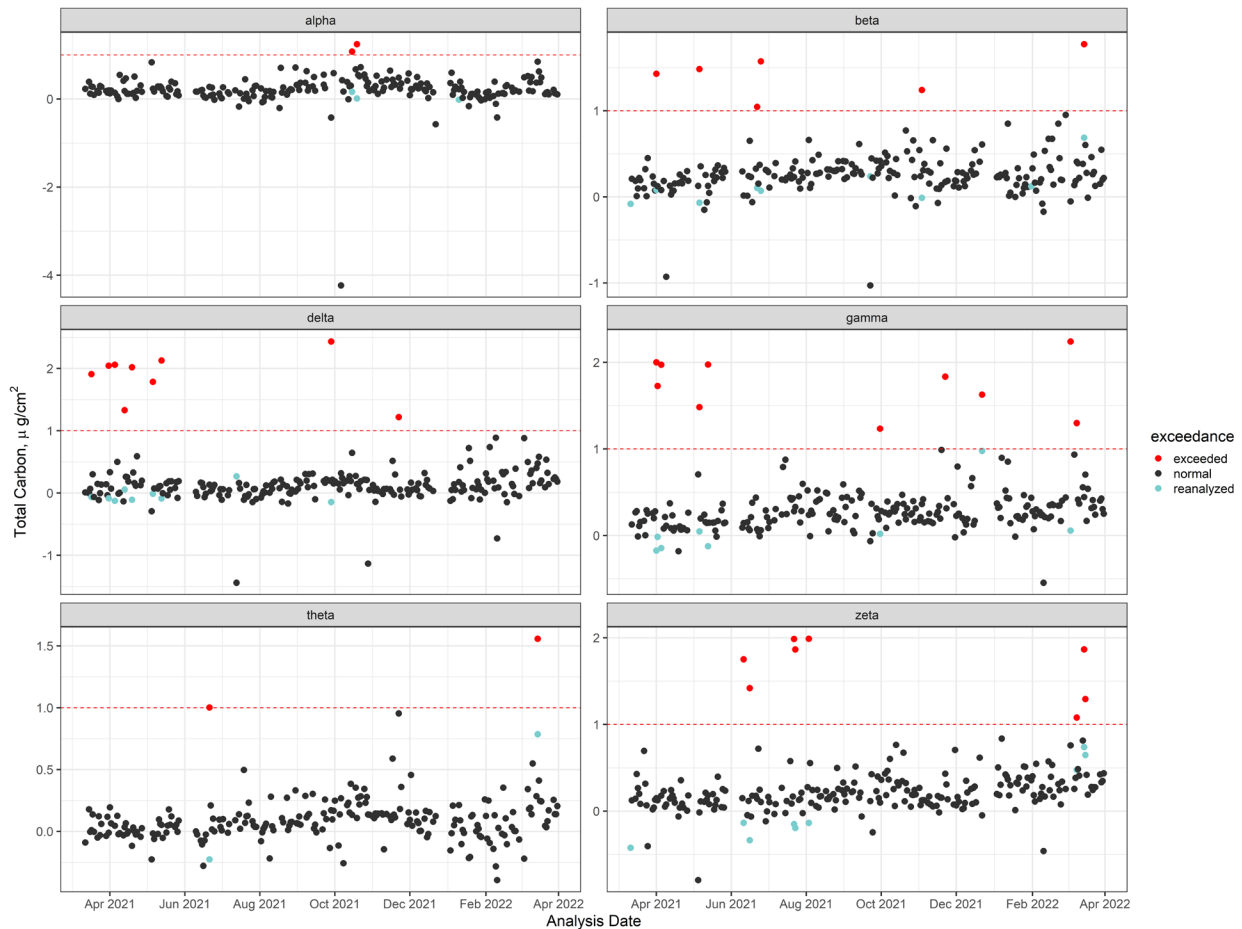 alpha
beta
0
-2
-4
1
0
-1
delta
gamma
2
1
0
-1
2
1
0
theta
zeta
1.5
1.0
0.5
0.0
2
1
0
Apr 2021 Jun 2021 Aug 2021 Oct 2021 Dec 2021 Feb 2022 Apr 2022
Apr 2021 Jun 2021 Aug 2021 Oct 2021 Dec 2021 Feb 2022 Apr 2022
Total Carbon, μ g/cm²
Analysis Date
exceedance
exceeded
normal
reanalyzed